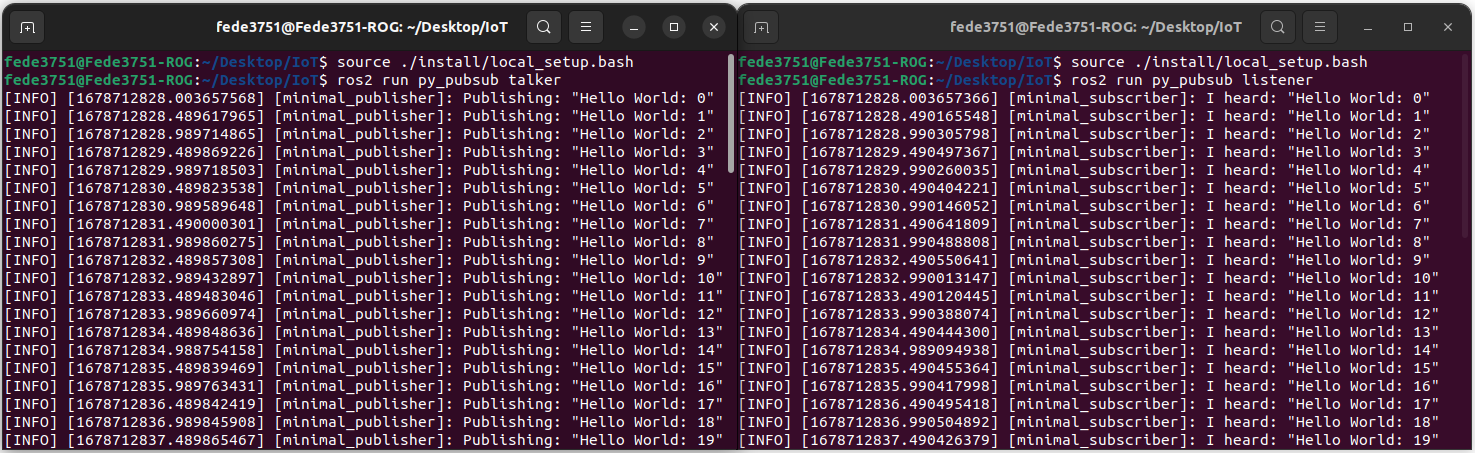 fede3751@Fede3751-ROG: ~/Desktop/IoT
fede3751@Fede3751-ROG:~/Desktop/IoT$ source ./install/local_setup.bash
fede3751@Fede3751-ROG:~/Desktop/IoT$ ros2 run py_pubsub talker
[INFO] [1678712828.003657568] [minimal_publisher]: Publishing: "Hello World: 0"
[INFO] [1678712828.489617965] [minimal_publisher]: Publishing: "Hello World: 1"
[INFO] [1678712828.989714865] [minimal_publisher]: Publishing: "Hello World: 2"
[INFO] [1678712829.489869226] [minimal_publisher]: Publishing: "Hello World: 3"
[INFO] [1678712829.989718503] [minimal_publisher]: Publishing: "Hello World: 4"
[INFO] [1678712830.489823538] [minimal_publisher]: Publishing: "Hello World: 5"
[INFO] [1678712830.989589648] [minimal_publisher]: Publishing: "Hello World: 6"
[INFO] [1678712831.490000301] [minimal_publisher]: Publishing: "Hello World: 7"
[INFO] [1678712831.989860275] [minimal_publisher]: Publishing: "Hello World: 8"
[INFO] [1678712832.489857308] [minimal_publisher]: Publishing: "Hello World: 9"
[INFO] [1678712832.989432897] [minimal_publisher]: Publishing: "Hello World: 10"
[INFO] [1678712833.489483046] [minimal_publisher]: Publishing: "Hello World: 11"
[INFO] [1678712833.989660974] [minimal_publisher]: Publishing: "Hello World: 12"
[INFO] [1678712834.489848636] [minimal_publisher]: Publishing: "Hello World: 13"
[INFO] [1678712834.988754158] [minimal_publisher]: Publishing: "Hello World: 14"
[INFO] [1678712835.489839469] [minimal_publisher]: Publishing: "Hello World: 15"
[INFO] [1678712835.989763431] [minimal_publisher]: Publishing: "Hello World: 16"
[INFO] [1678712836.489842419] [minimal_publisher]: Publishing: "Hello World: 17"
[INFO] [1678712836.989845908] [minimal_publisher]: Publishing: "Hello World: 18"
[INFO] [1678712837.489865467] [minimal_publisher]: Publishing: "Hello World: 19"
fede3751@Fede3751-ROG: ~/Desktop/IoT
fede3751@Fede3751-ROG:~/Desktop/IoT$ source ./install/local_setup.bash
fede3751@Fede3751-ROG:~/Desktop/IoT$ ros2 run py_pubsub listener
[INFO] [1678712828.003657366] [minimal_subscriber]: I heard: "Hello World: 0"
[INFO] [1678712828.490165548] [minimal_subscriber]: I heard: "Hello World: 1"
[INFO] [1678712828.990305798] [minimal_subscriber]: I heard: "Hello World: 2"
[INFO] [1678712829.490497367] [minimal_subscriber]: I heard: "Hello World: 3"
[INFO] [1678712829.990260035] [minimal_subscriber]: I heard: "Hello World: 4"
[INFO] [1678712830.490404221] [minimal_subscriber]: I heard: "Hello World: 5"
[INFO] [1678712830.990146052] [minimal_subscriber]: I heard: "Hello World: 6"
[INFO] [1678712831.490641809] [minimal_subscriber]: I heard: "Hello World: 7"
[INFO] [1678712831.990488808] [minimal_subscriber]: I heard: "Hello World: 8"
[INFO] [1678712832.490550641] [minimal_subscriber]: I heard: "Hello World: 9"
[INFO] [1678712832.990013147] [minimal_subscriber]: I heard: "Hello World: 10"
[INFO] [1678712833.490120445] [minimal_subscriber]: I heard: "Hello World: 11"
[INFO] [1678712833.990388074] [minimal_subscriber]: I heard: "Hello World: 12"
[INFO] [1678712834.490444300] [minimal_subscriber]: I heard: "Hello World: 13"
[INFO] [1678712834.989094938] [minimal_subscriber]: I heard: "Hello World: 14"
[INFO] [1678712835.490455364] [minimal_subscriber]: I heard: "Hello World: 15"
[INFO] [1678712835.990417998] [minimal_subscriber]: I heard: "Hello World: 16"
[INFO] [1678712836.490495418] [minimal_subscriber]: I heard: "Hello World: 17"
[INFO] [1678712836.990504892] [minimal_subscriber]: I heard: "Hello World: 18"
[INFO] [1678712837.490426379] [minimal_subscriber]: I heard: "Hello World: 19"